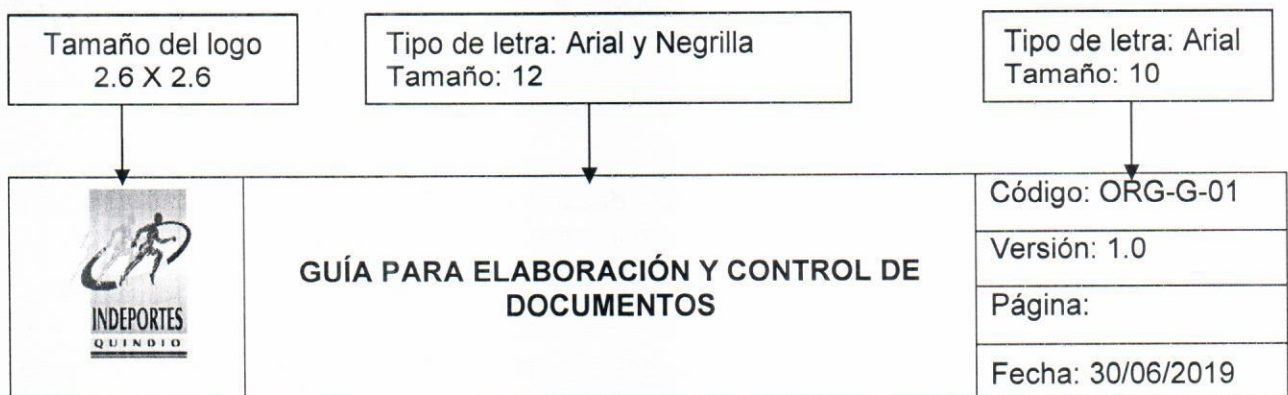 Tamaño del logo
2.6 X 2.6
Tipo de letra: Arial y Negrilla
Tamaño: 12
Tipo de letra: Arial
Tamaño: 10
INDEPORTES
QUINDIO
GUÍA PARA ELABORACIÓN Y CONTROL DE
DOCUMENTOS
Código: ORG-G-01
Versión: 1.0
Página:
Fecha: 30/06/2019